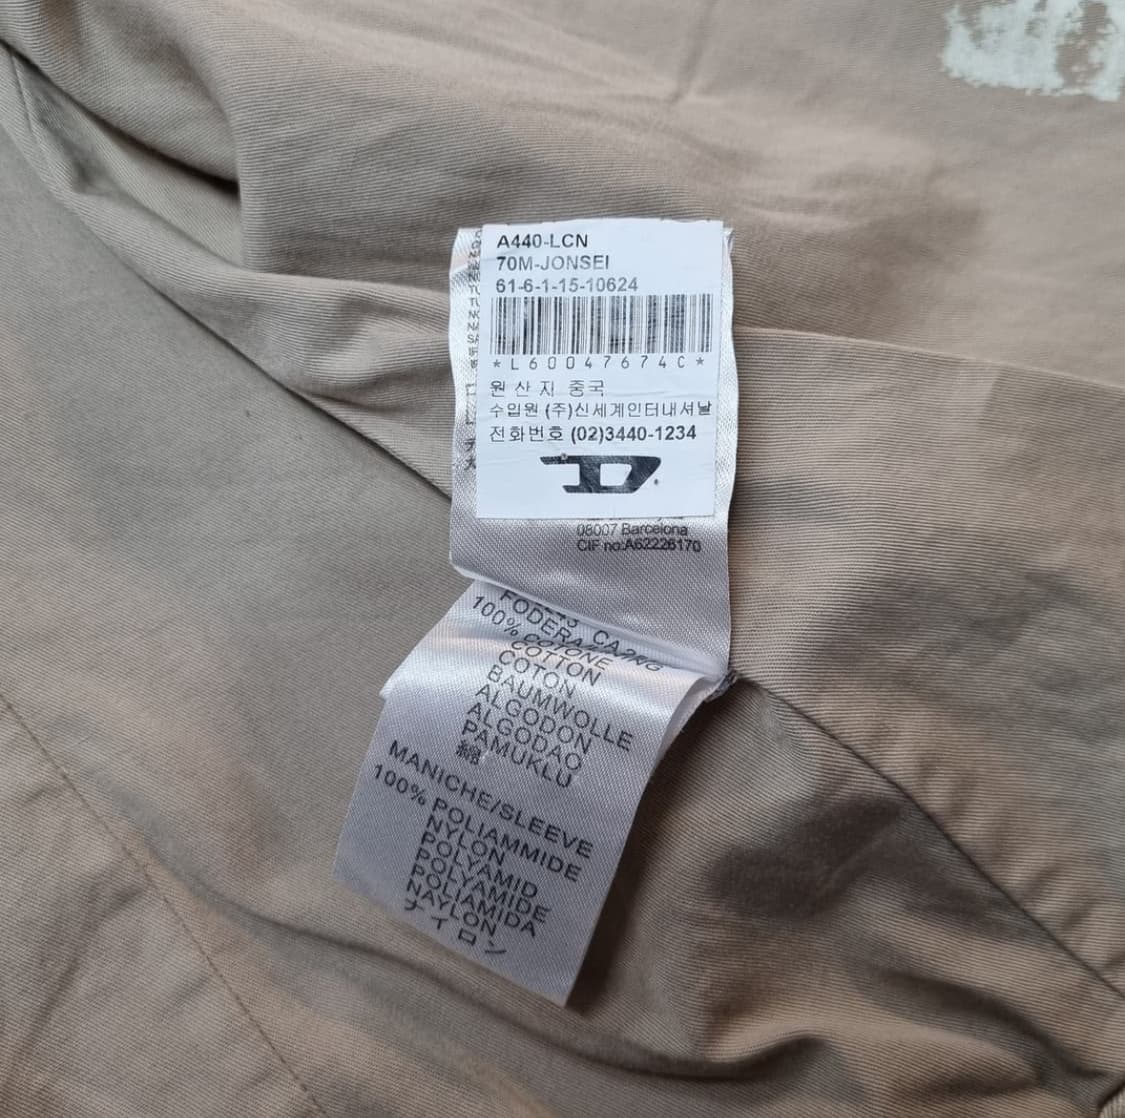 A440-LCN
70M-JONSEI
61-6-1-15-10624
*L60047674C*
원산지 중국
수입원 (주)신세계인터내셔날
전화번호 (02)3440-1234
D
08007 Barcelona
CIF no:A62226170
100% COTONE
COTTON
COTON
BAUMWOLLE
ALGODON
ALGODAO
PAMUKLU
綿
MANICHE/SLEEVE
100% POLIAMMIDE
NYLON
POLYAMID
POLYAMIDE
POLIAMIDA
NAYLON
ナイロン